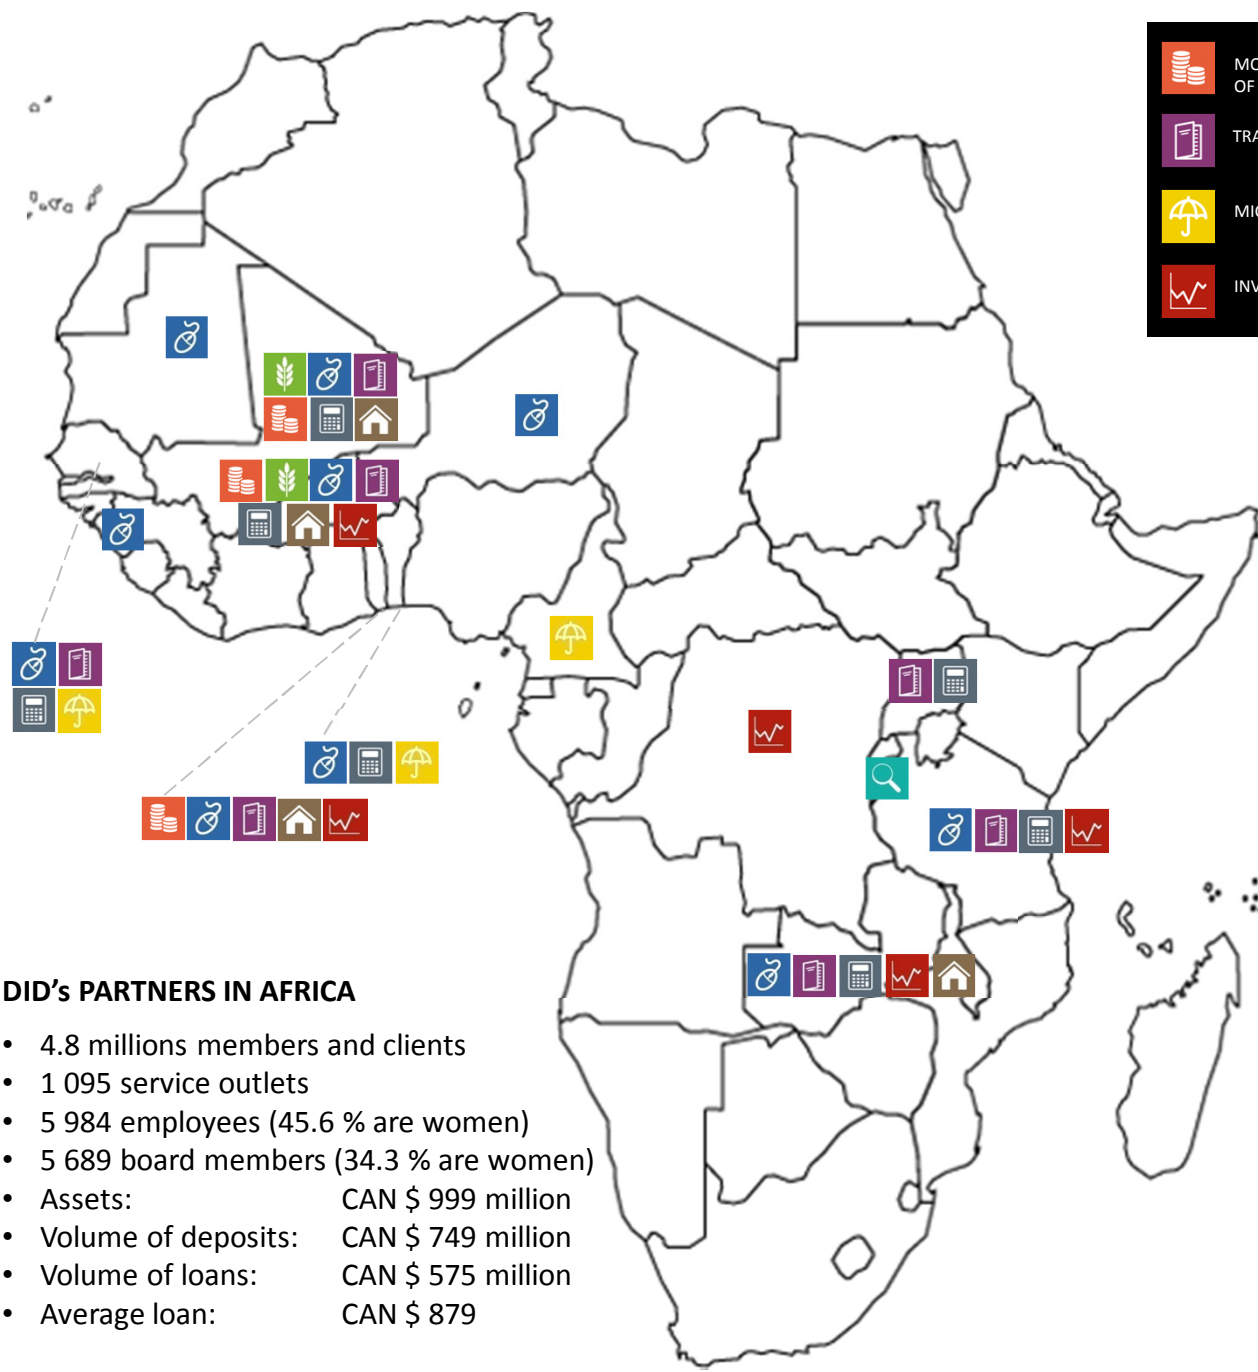 OF
DID's PARTNERS IN AFRICA
• 4.8 millions members and clients
• 1 095 service outlets
• 5 984 employees (45.6 % are women)
• 5 689 board members (34.3 % are women)
• Assets: CAN $ 999 million
• Volume of deposits: CAN $ 749 million
• Volume of loans: CAN $ 575 million
• Average loan: CAN $ 879